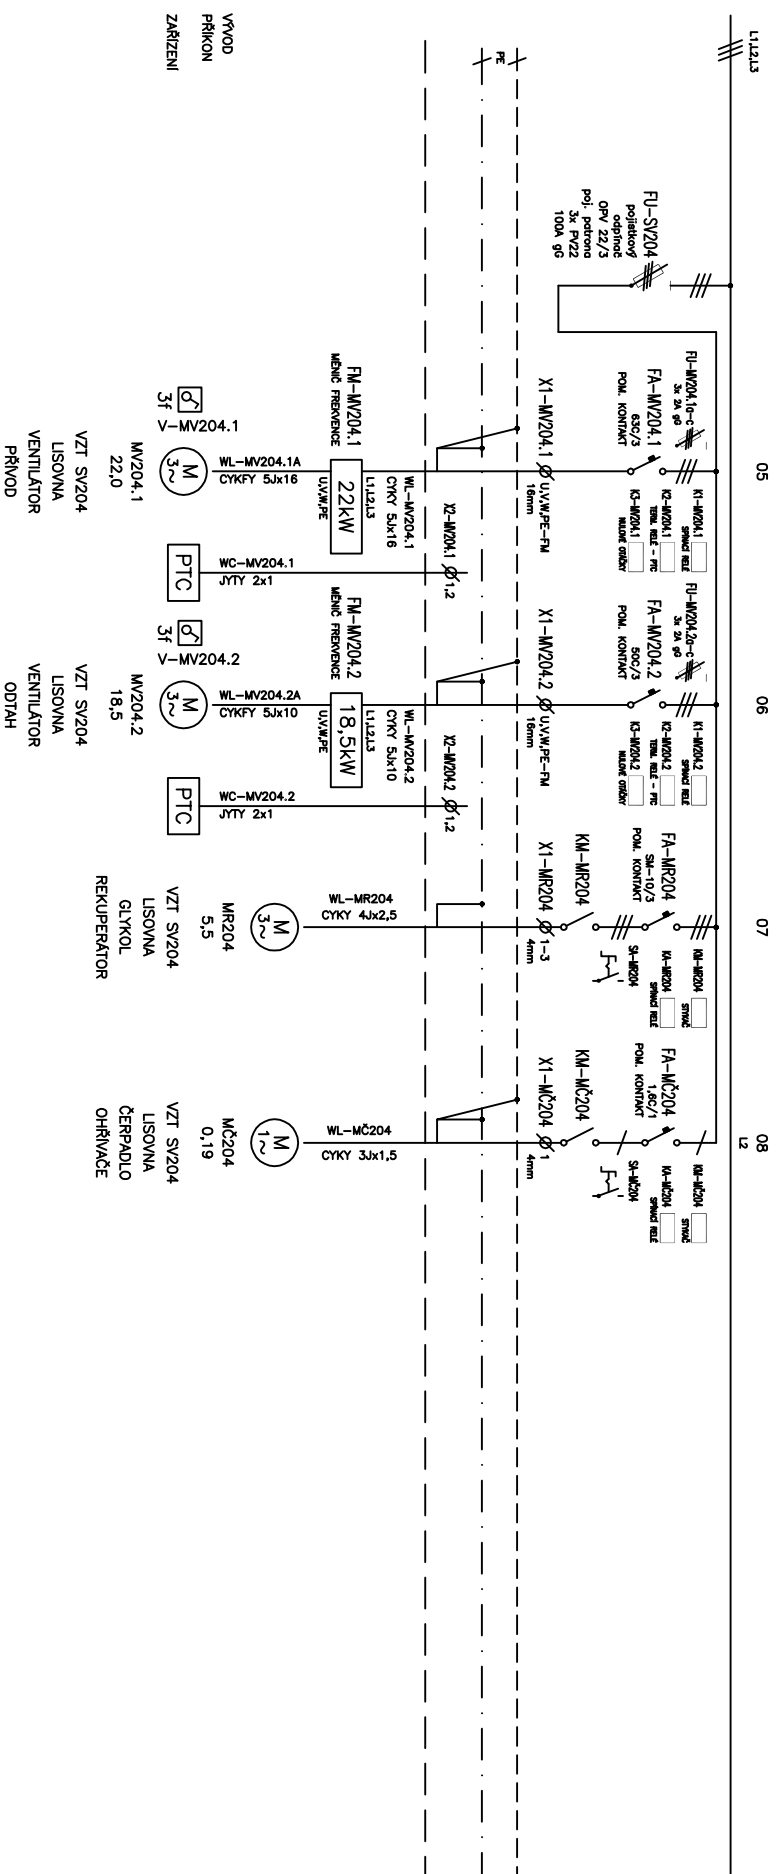 L1,L2,L3
05
06
07
08
L2
FU-SV204
pojistkový
odpínač
OPV 22/3
poj. patrona
3x PV22
100A gG
PE
FU-MV204.1a-c
3x 2A gG
FA-MV204.1
63C/3
POM. KONTAKT
K1-MV204.1
SPÍNACÍ RELÉ
K2-MV204.1
TERM. RELÉ - PTC
K3-MV204.1
NULOVÉ OTÁČKY
X1-MV204.1
U,V,W,PE-FM
16mm
WL-MV204.1
CYKY 5Jx16
X2-MV204.1
1,2
FM-MV204.1
MĚNIČ FREKVENCE
L1,L2,L3
22kW
U,V,W,PE
WL-MV204.1A
CYKFY 5Jx16
WC-MV204.1
JYTY 2x1
3f
V-MV204.1
M
3~
PTC
MV204.1
22,0
VZT SV204
LISOVNA
VENTILÁTOR
PŘÍVOD
FU-MV204.2a-c
3x 2A gG
FA-MV204.2
50C/3
POM. KONTAKT
K1-MV204.2
SPÍNACÍ RELÉ
K2-MV204.2
TERM. RELÉ - PTC
K3-MV204.2
NULOVÉ OTÁČKY
X1-MV204.2
U,V,W,PE-FM
16mm
WL-MV204.2
CYKY 5Jx10
X2-MV204.2
1,2
FM-MV204.2
MĚNIČ FREKVENCE
L1,L2,L3
18,5kW
U,V,W,PE
WL-MV204.2A
CYKFY 5Jx10
WC-MV204.2
JYTY 2x1
3f
V-MV204.2
M
3~
PTC
MV204.2
18,5
VZT SV204
LISOVNA
VENTILÁTOR
ODTAH
FA-MR204
SM-10/3
POM. KONTAKT
KM-MR204
STYKAČ
KA-MR204
SPÍNACÍ RELÉ
SA-MR204
KM-MR204
X1-MR204
1-3
4mm
WL-MR204
CYKY 4Jx2,5
M
3~
MR204
5,5
VZT SV204
LISOVNA
GLYKOL
REKUPERÁTOR
FA-MČ204
1,6C/1
POM. KONTAKT
KM-MČ204
STYKAČ
KA-MČ204
SPÍNACÍ RELÉ
SA-MČ204
KM-MČ204
X1-MČ204
1
4mm
WL-MČ204
CYKY 3Jx1,5
M
1~
MČ204
0,19
VZT SV204
LISOVNA
ČERPADLO
OHŘÍVAČE
VÝVOD
PŘÍKON
ZAŘÍZENÍ